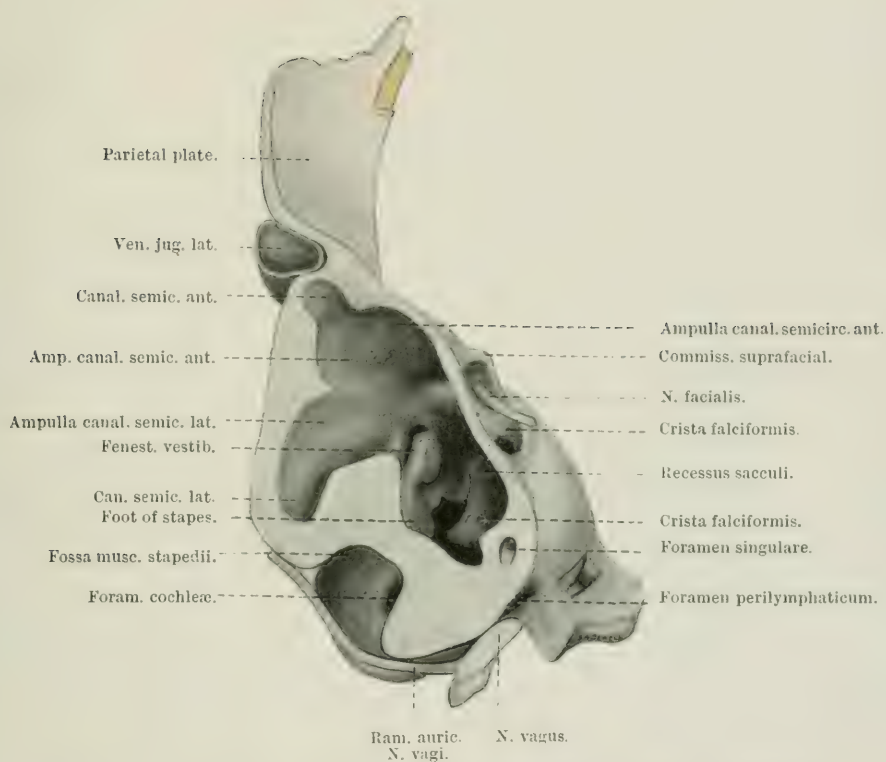 Parietal plate.
Ven. jug. lat.
Canal. semic. ant.
Amp. canal. semic. ant.
Ampulla canal. semic. lat.
Fenest. vestib.
Can. semic. lat.
Foot of stapes.
Fossa musc. stapedii.
Foram. cochleæ.
Ampulla canal. semicirc. ant.
Commiss. suprafacial.
N. facialis.
Crista falciformis.
Recessus sacculi.
Crista falciformis.
Foramen singulare.
Foramen perilymphaticum.
Ram. auric.
N. vagi.
N. vagus.